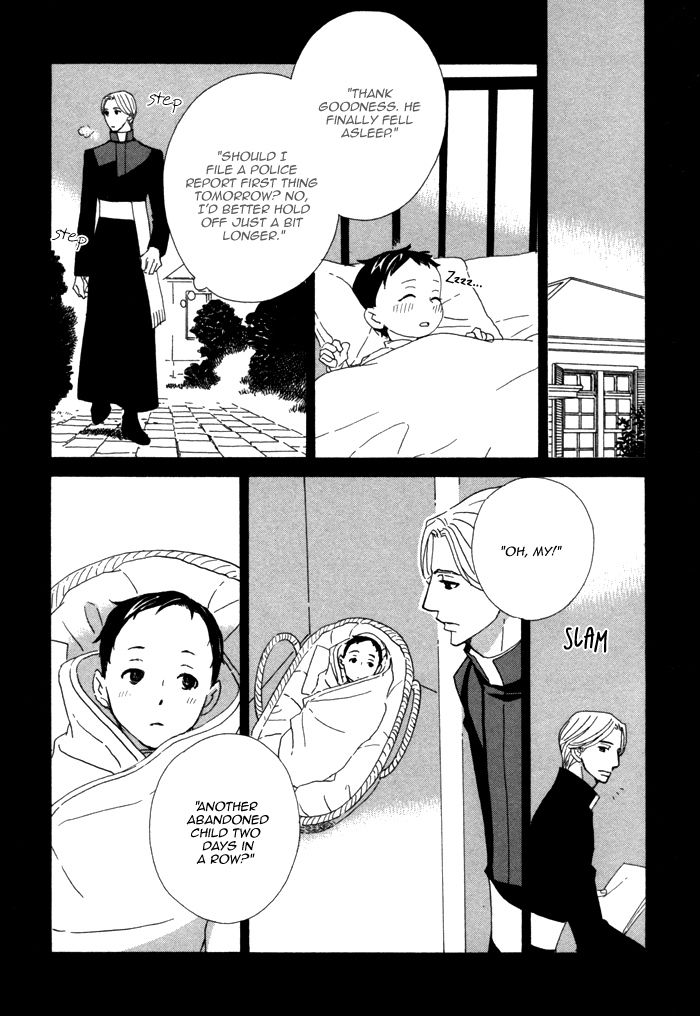 "THANK
GOODNESS. HE
FINALLY FELL
ASLEEP."
"SHOULD I
FILE A POLICE
REPORT FIRST THING
TOMORROW? NO,
I'D BETTER HOLD
OFF JUST A BIT
LONGER."
step
step
Zzzz...
"OH, MY!"
SLAM
"ANOTHER
ABANDONED
CHILD TWO
DAYS IN
A ROW?"